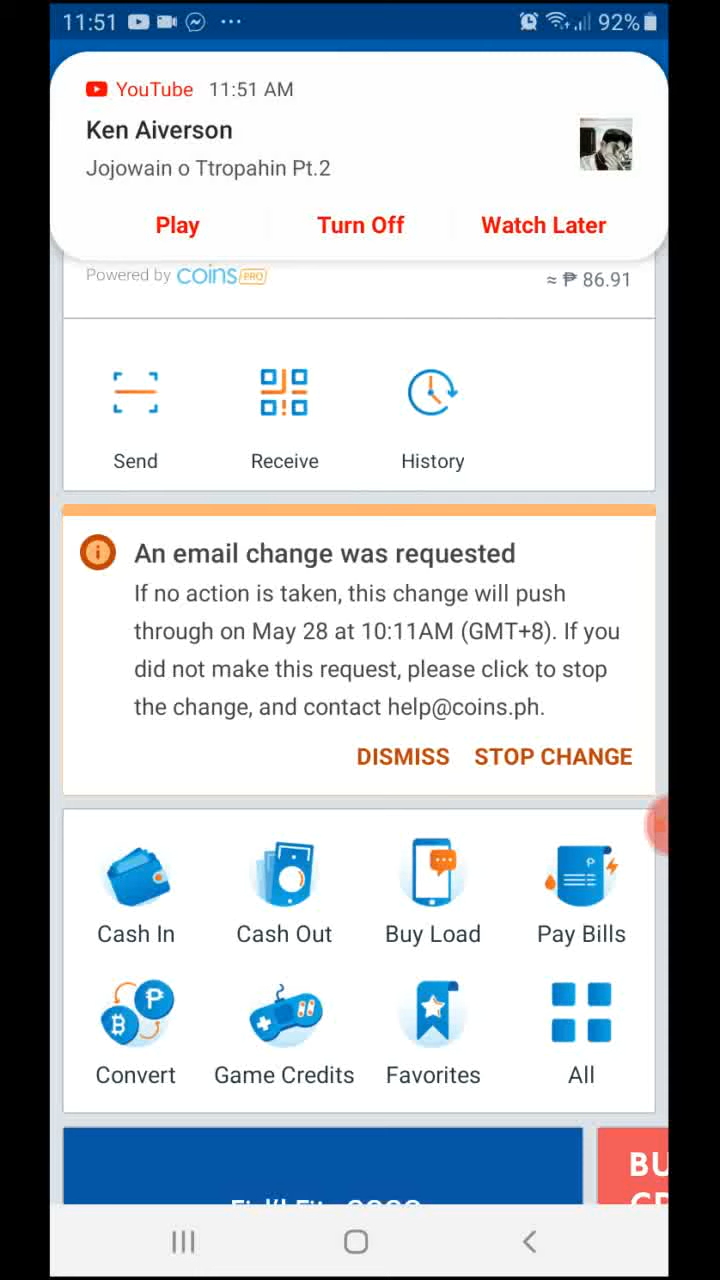 11:51 92%
YouTube 11:51 AM
Ken Aiverson
Jojowain o Ttropahin Pt.2
Play Turn Off Watch Later
Powered by coins PRO ≈ ₱ 86.91
Send Receive History
An email change was requested
If no action is taken, this change will push
through on May 28 at 10:11AM (GMT+8). If you
did not make this request, please click to stop
the change, and contact help@coins.ph.
DISMISS STOP CHANGE
Cash In Cash Out Buy Load Pay Bills
Convert Game Credits Favorites All
BU